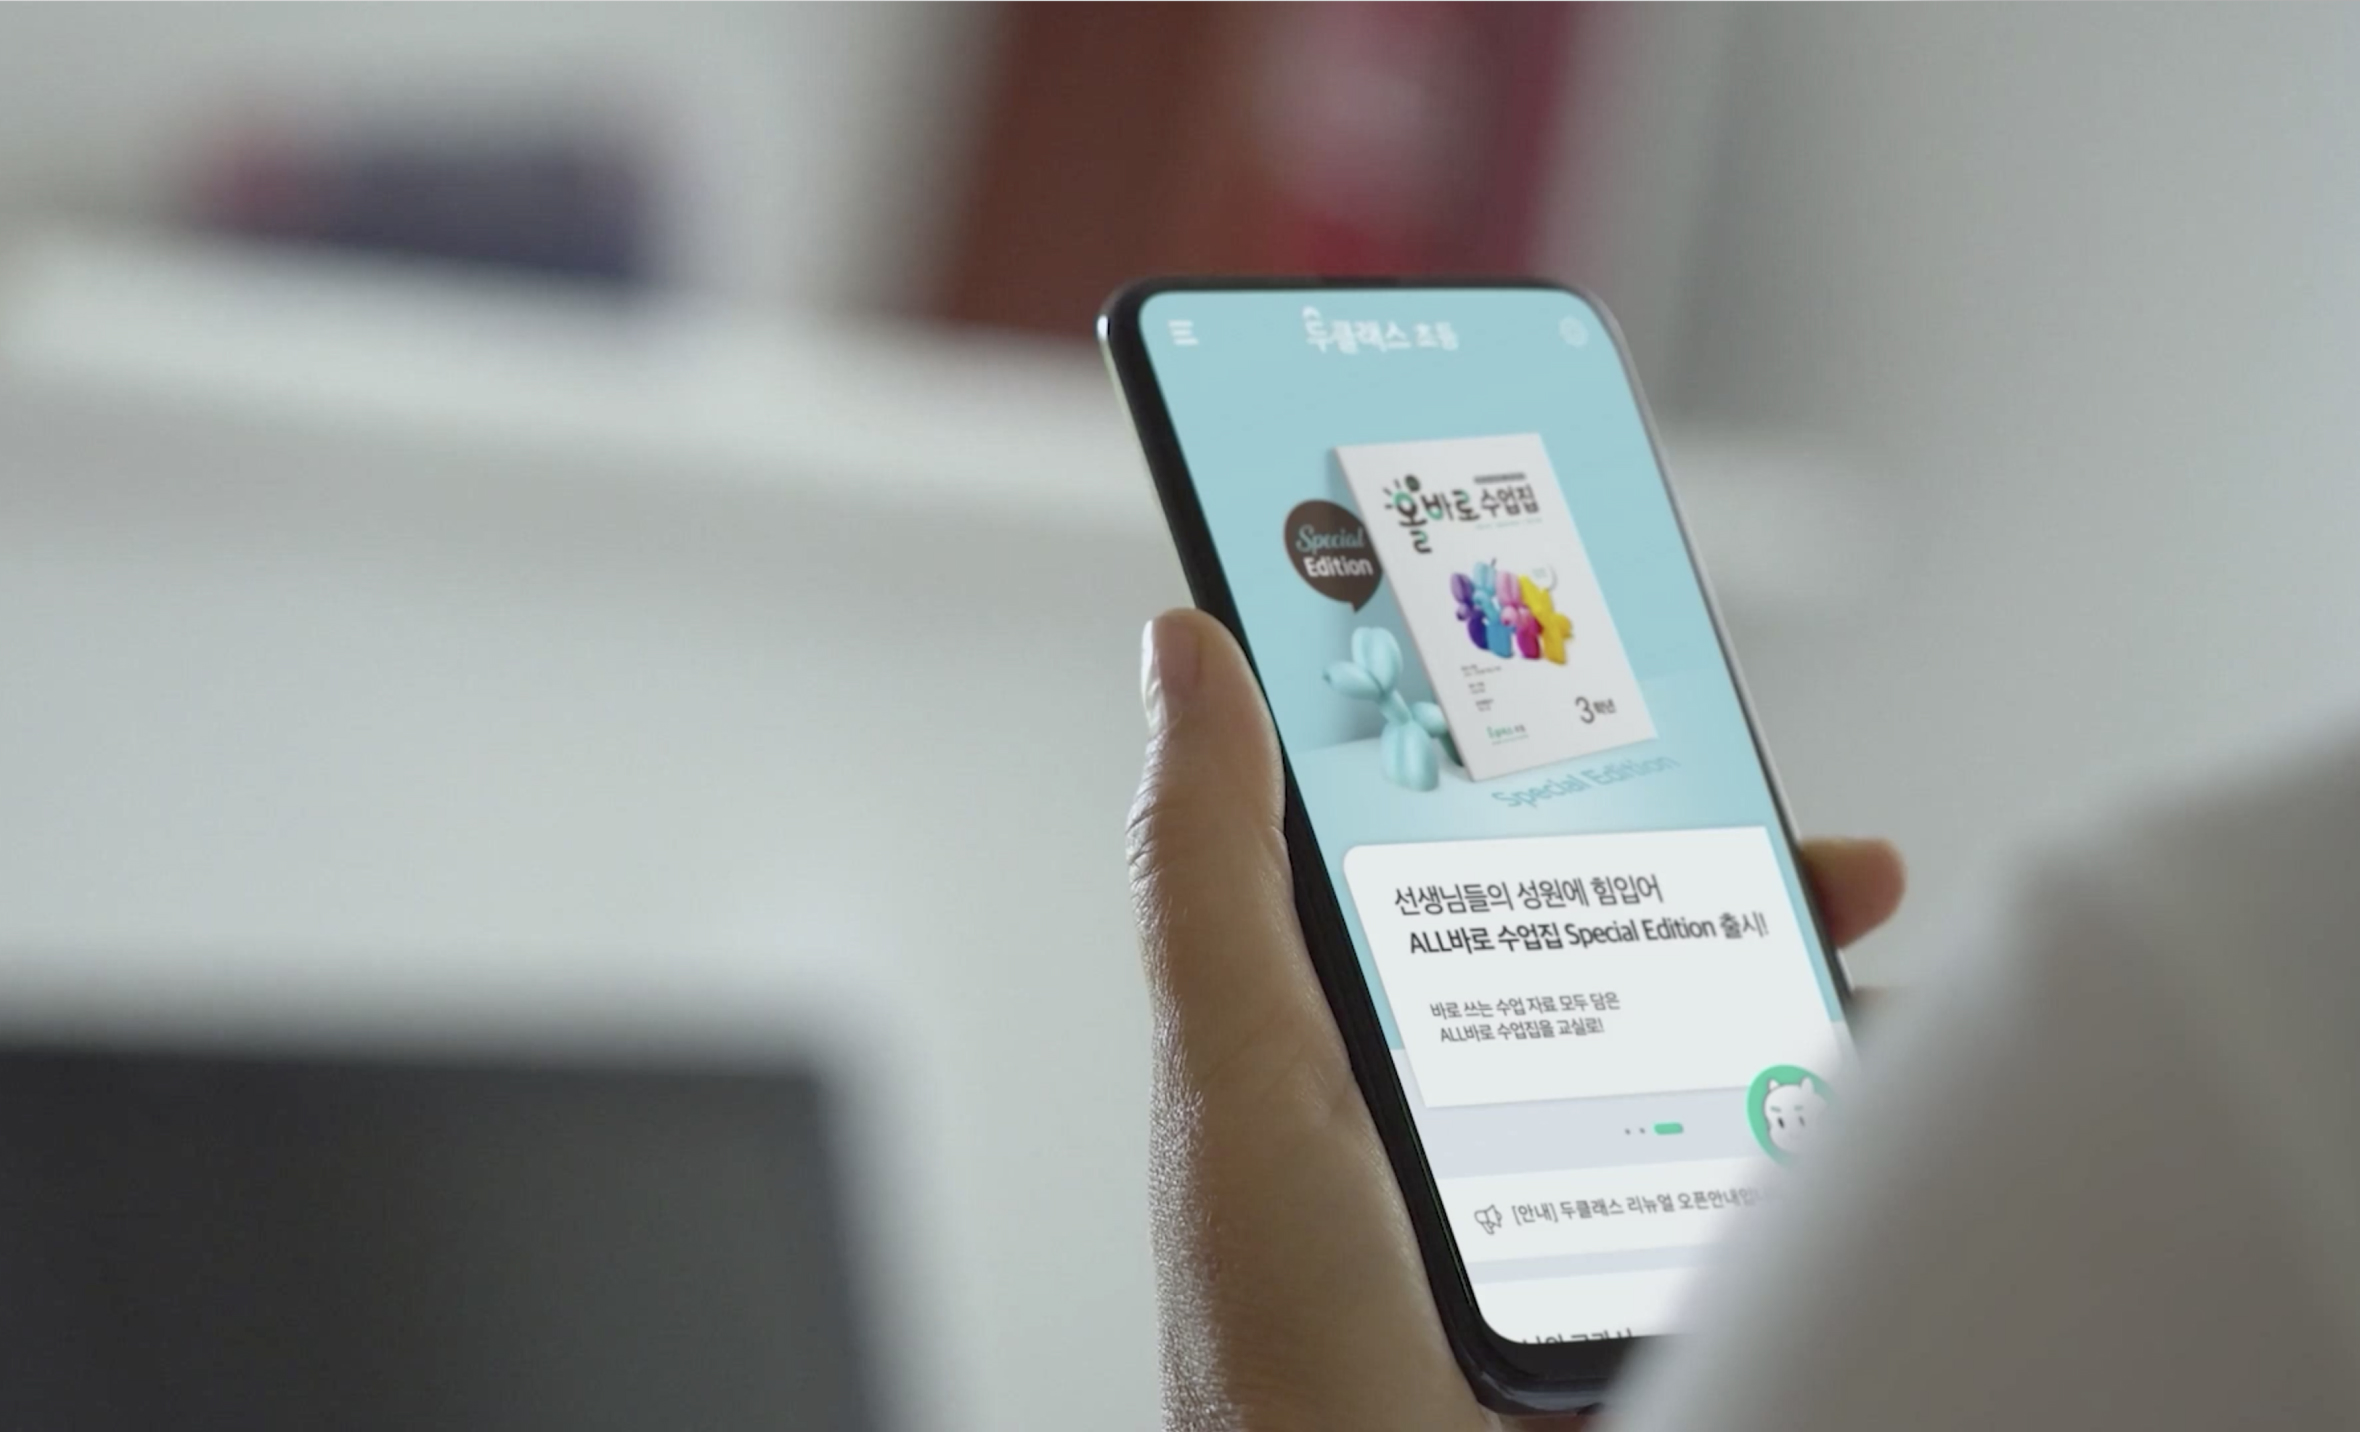 두클래스 초등
올바로 수업집
Special
Edition
3학년
Special Edition
선생님들의 성원에 힘입어
ALL바로 수업집 Special Edition 출시!
바로 쓰는 수업 자료 모두 담은
ALL바로 수업집을 교실로!
[안내] 두클래스 리뉴얼 오픈안내입니